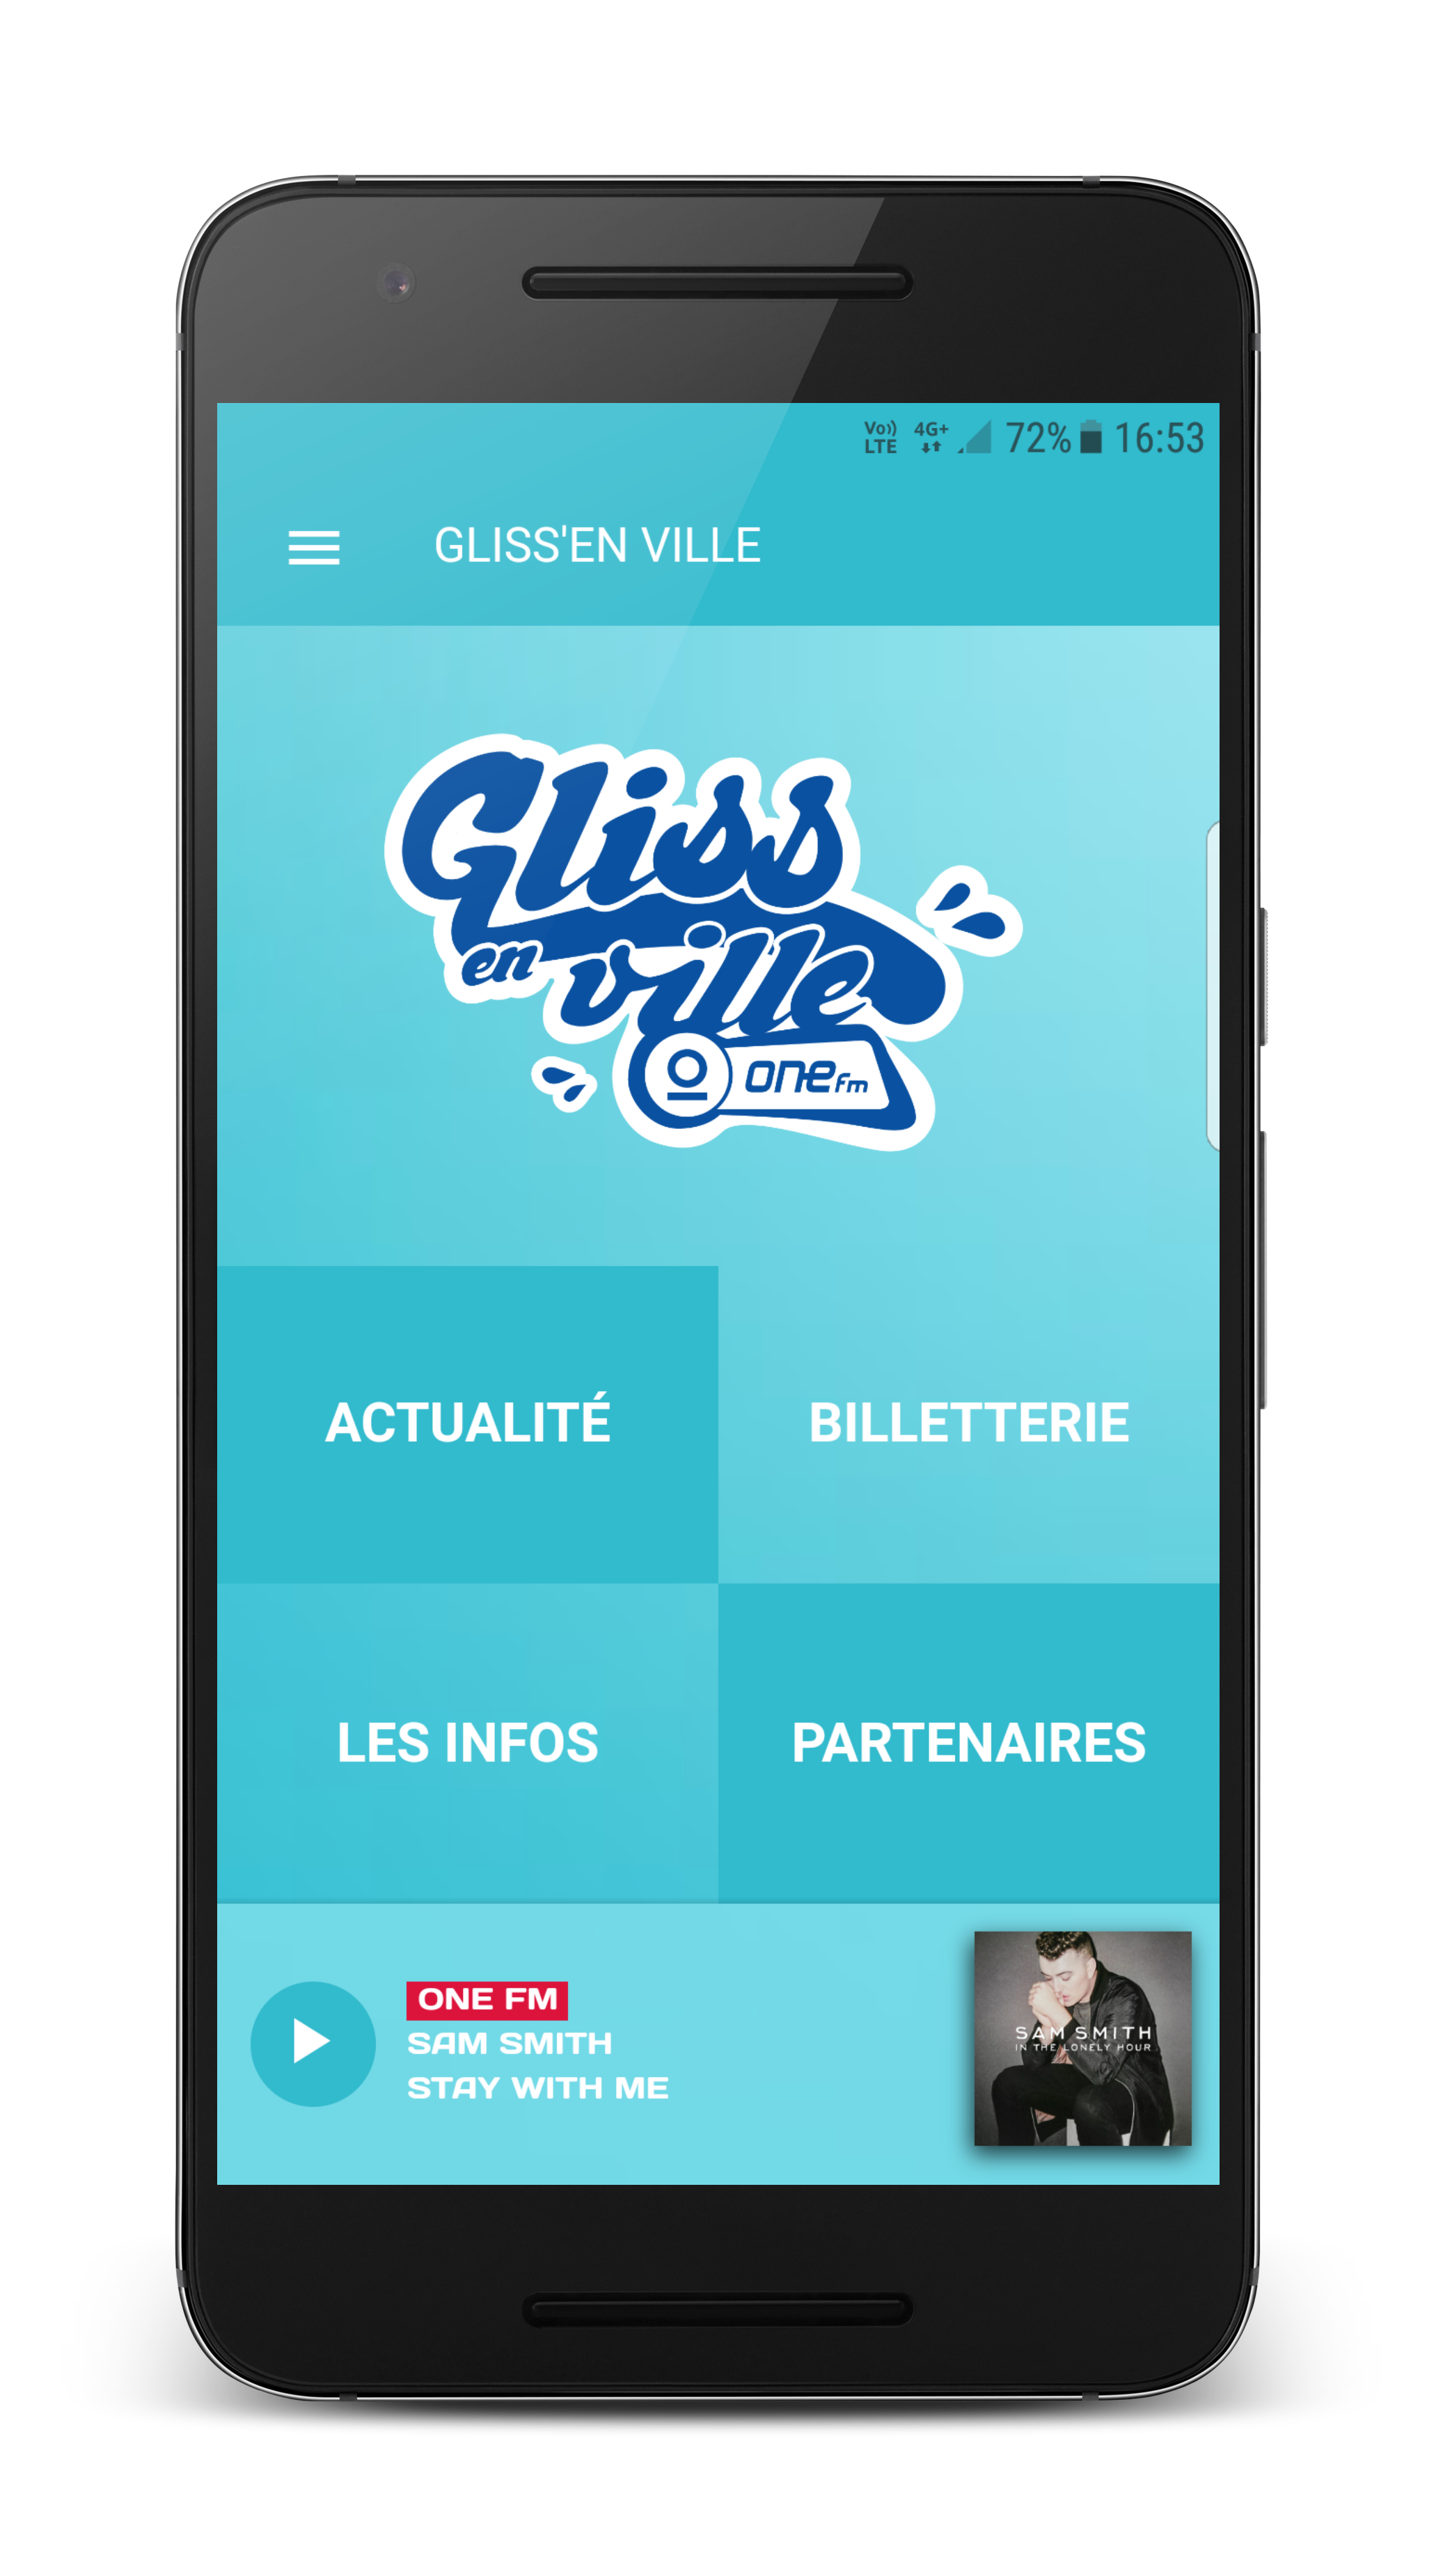 Vo)) 4G+ 72% 16:53
LTE
GLISS'EN VILLE
Gliss
en ville
one fm
ACTUALITÉ
BILLETTERIE
LES INFOS
PARTENAIRES
ONE FM
SAM SMITH
STAY WITH ME
SAM SMITH
IN THE LONELY HOUR